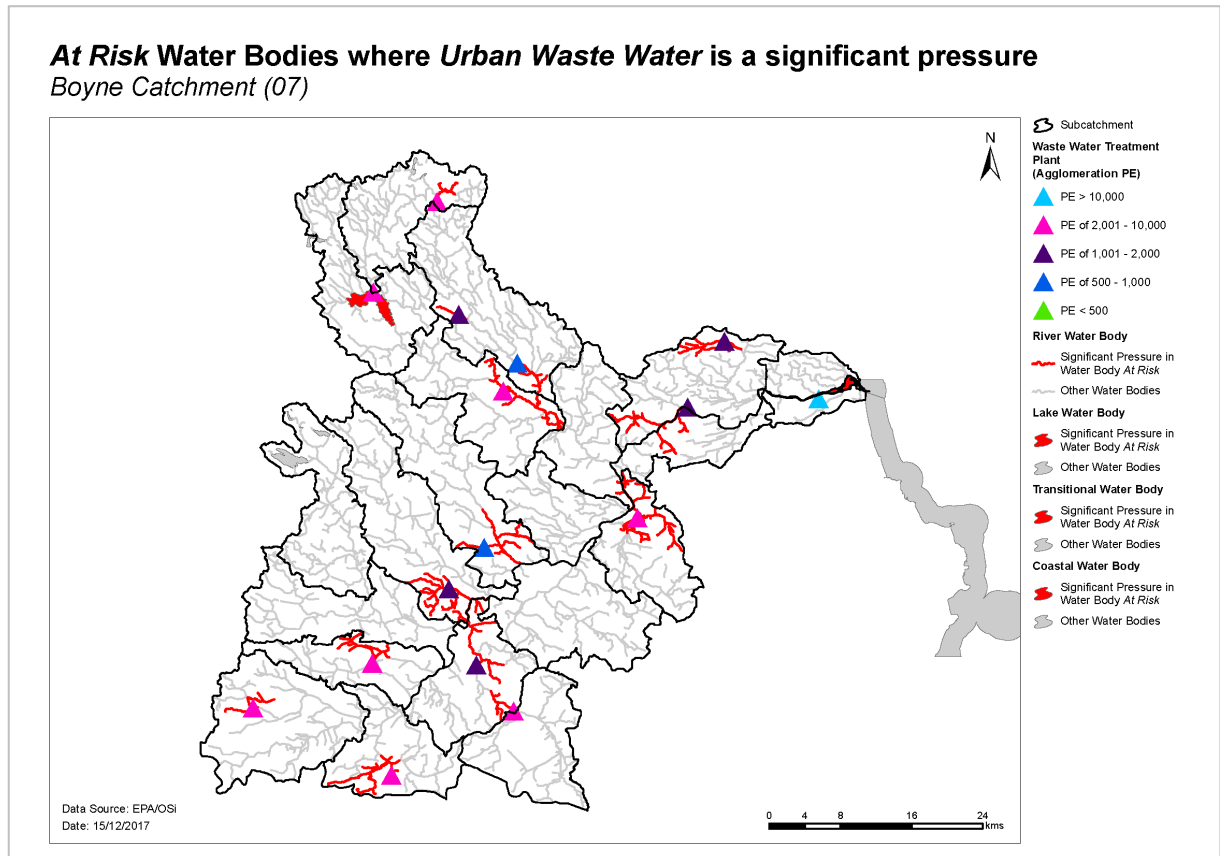 At Risk Water Bodies where Urban Waste Water is a significant pressure
Boyne Catchment (07)
N
Subcatchment
Waste Water Treatment
Plant
(Agglomeration PE)
PE > 10,000
PE of 2,001 - 10,000
PE of 1,001 - 2,000
PE of 500 - 1,000
PE < 500
River Water Body
Significant Pressure in
Water Body At Risk
Other Water Bodies
Lake Water Body
Significant Pressure in
Water Body At Risk
Other Water Bodies
Transitional Water Body
Significant Pressure in
Water Body At Risk
Other Water Bodies
Coastal Water Body
Significant Pressure in
Water Body At Risk
Other Water Bodies
Data Source: EPA/OSi
Date: 15/12/2017
0 4 8 16 24
kms